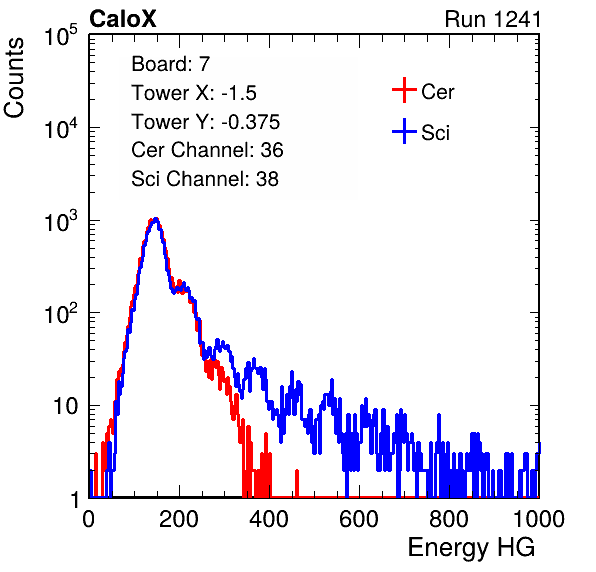 CaloX Run 1241
Counts
10^5
10^4
10^3
10^2
10
1
Board: 7
Tower X: -1.5
Tower Y: -0.375
Cer Channel: 36
Sci Channel: 38
Cer
Sci
0 200 400 600 800 1000
Energy HG